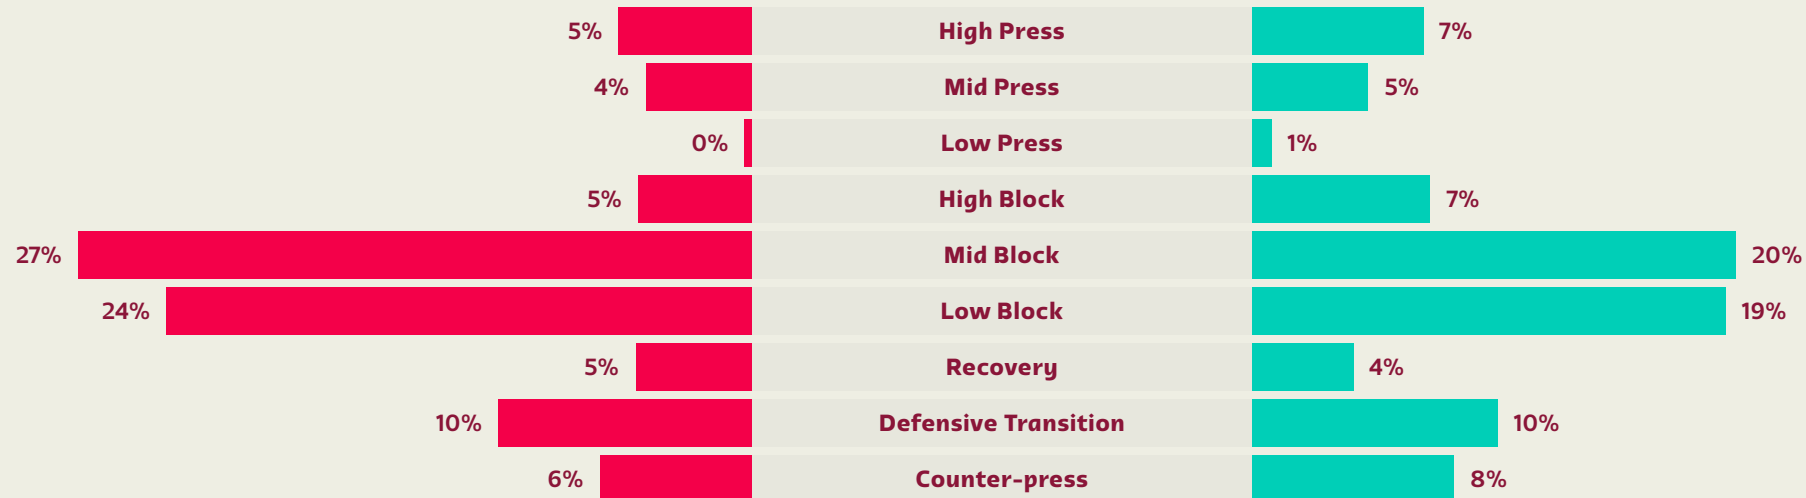 5% High Press 7%
4% Mid Press 5%
0% Low Press 1%
5% High Block 7%
27% Mid Block 20%
24% Low Block 19%
5% Recovery 4%
10% Defensive Transition 10%
6% Counter-press 8%